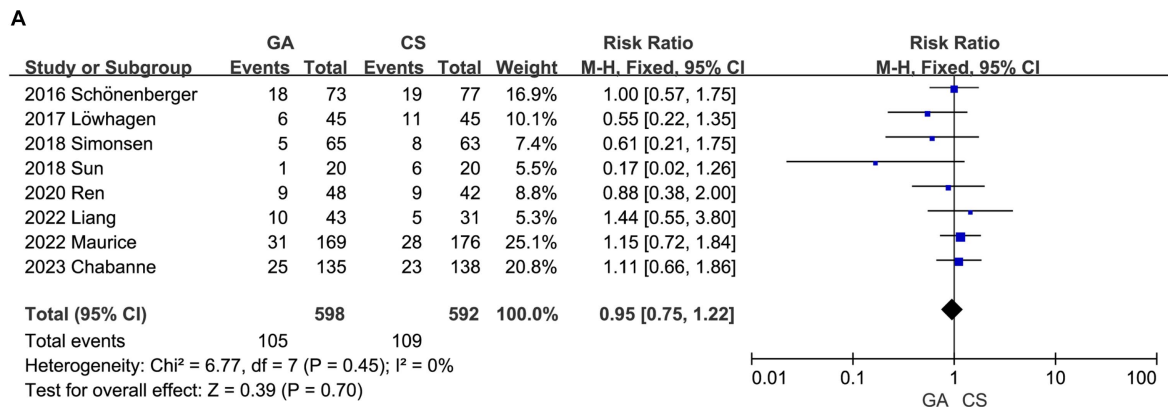 A
GA CS Risk Ratio Risk Ratio
Study or Subgroup Events Total Events Total Weight M-H, Fixed, 95% CI M-H, Fixed, 95% CI
2016 Schönenberger 18 73 19 77 16.9% 1.00 [0.57, 1.75]
2017 Löwhagen 6 45 11 45 10.1% 0.55 [0.22, 1.35]
2018 Simonsen 5 65 8 63 7.4% 0.61 [0.21, 1.75]
2018 Sun 1 20 6 20 5.5% 0.17 [0.02, 1.26]
2020 Ren 9 48 9 42 8.8% 0.88 [0.38, 2.00]
2022 Liang 10 43 5 31 5.3% 1.44 [0.55, 3.80]
2022 Maurice 31 169 28 176 25.1% 1.15 [0.72, 1.84]
2023 Chabanne 25 135 23 138 20.8% 1.11 [0.66, 1.86]
Total (95% CI) 598 592 100.0% 0.95 [0.75, 1.22]
Total events 105 109
Heterogeneity: Chi² = 6.77, df = 7 (P = 0.45); I² = 0%
Test for overall effect: Z = 0.39 (P = 0.70)
0.01 0.1 1 10 100
GA CS